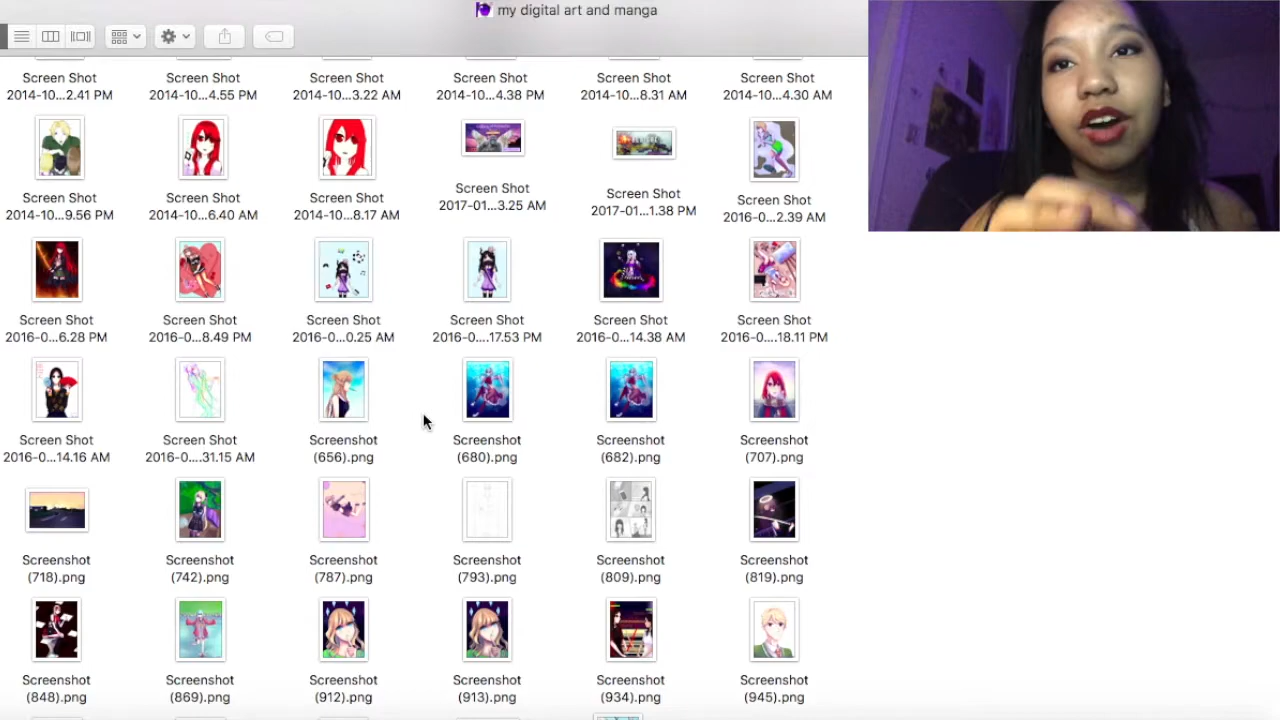 my digital art and manga
Screen Shot
2014-10...2.41 PM
Screen Shot
2014-10...4.55 PM
Screen Shot
2014-10...3.22 AM
Screen Shot
2014-10...4.38 PM
Screen Shot
2014-10...8.31 AM
Screen Shot
2014-10...4.30 AM
Screen Shot
2014-10...9.56 PM
Screen Shot
2014-10...6.40 AM
Screen Shot
2014-10...8.17 AM
Screen Shot
2017-01...3.25 AM
Screen Shot
2017-01...1.38 PM
Screen Shot
2016-0...2.39 AM
Screen Shot
2016-0...6.28 PM
Screen Shot
2016-0...8.49 PM
Screen Shot
2016-0...0.25 AM
Screen Shot
2016-0....17.53 PM
Screen Shot
2016-0...14.38 AM
Screen Shot
2016-0....18.11 PM
Screen Shot
2016-0...14.16 AM
Screen Shot
2016-0....31.15 AM
Screenshot
(656).png
Screenshot
(680).png
Screenshot
(682).png
Screenshot
(707).png
Screenshot
(718).png
Screenshot
(742).png
Screenshot
(787).png
Screenshot
(793).png
Screenshot
(809).png
Screenshot
(819).png
Screenshot
(848).png
Screenshot
(869).png
Screenshot
(912).png
Screenshot
(913).png
Screenshot
(934).png
Screenshot
(945).png